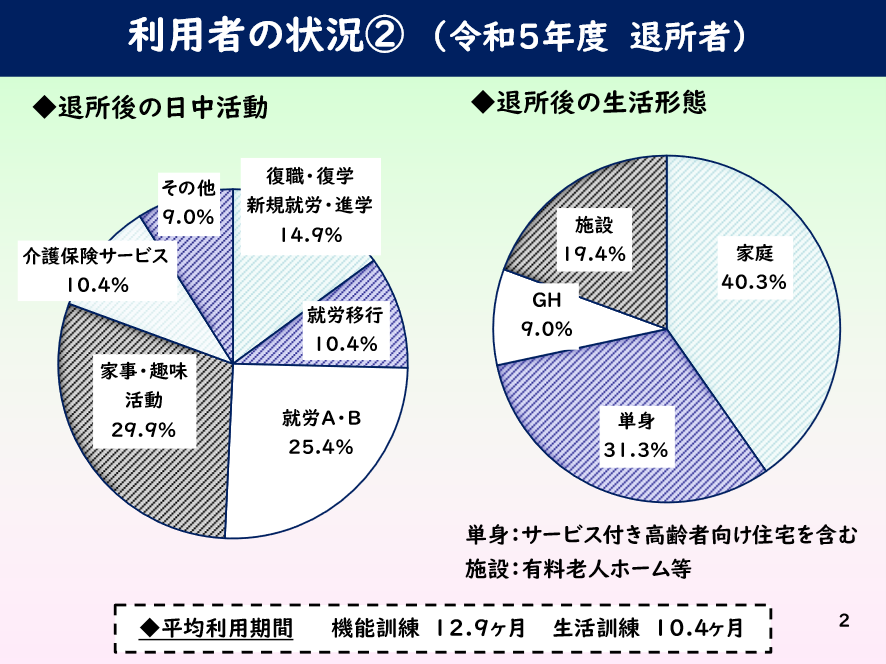 利用者の状況② （令和5年度 退所者）
◆退所後の日中活動
復職・復学
新規就労・進学
14.9%
就労移行
10.4%
就労A・B
25.4%
家事・趣味
活動
29.9%
介護保険サービス
10.4%
その他
9.0%
◆退所後の生活形態
家庭
40.3%
単身
31.3%
GH
9.0%
施設
19.4%
単身：サービス付き高齢者向け住宅を含む
施設：有料老人ホーム等
◆平均利用期間 機能訓練 12.9ヶ月 生活訓練 10.4ヶ月
2